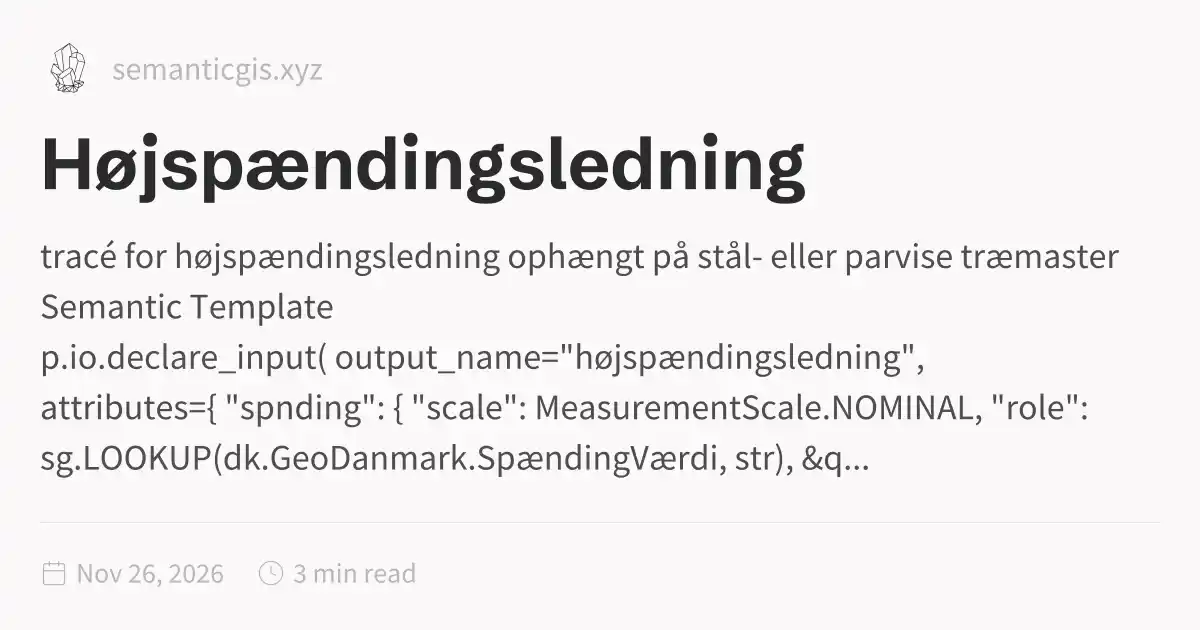 semanticgis.xyz
Højspændingsledning
tracé for højspændingsledning ophængt på stål- eller parvise træmaster
Semantic Template
p.io.declare_input( output_name="højspændingsledning",
attributes={ "spnding": { "scale": MeasurementScale.NOMINAL, "role":
sg.LOOKUP(dk.GeoDanmark.SpændingVærdi, str), &q...
Nov 26, 2026
3 min read